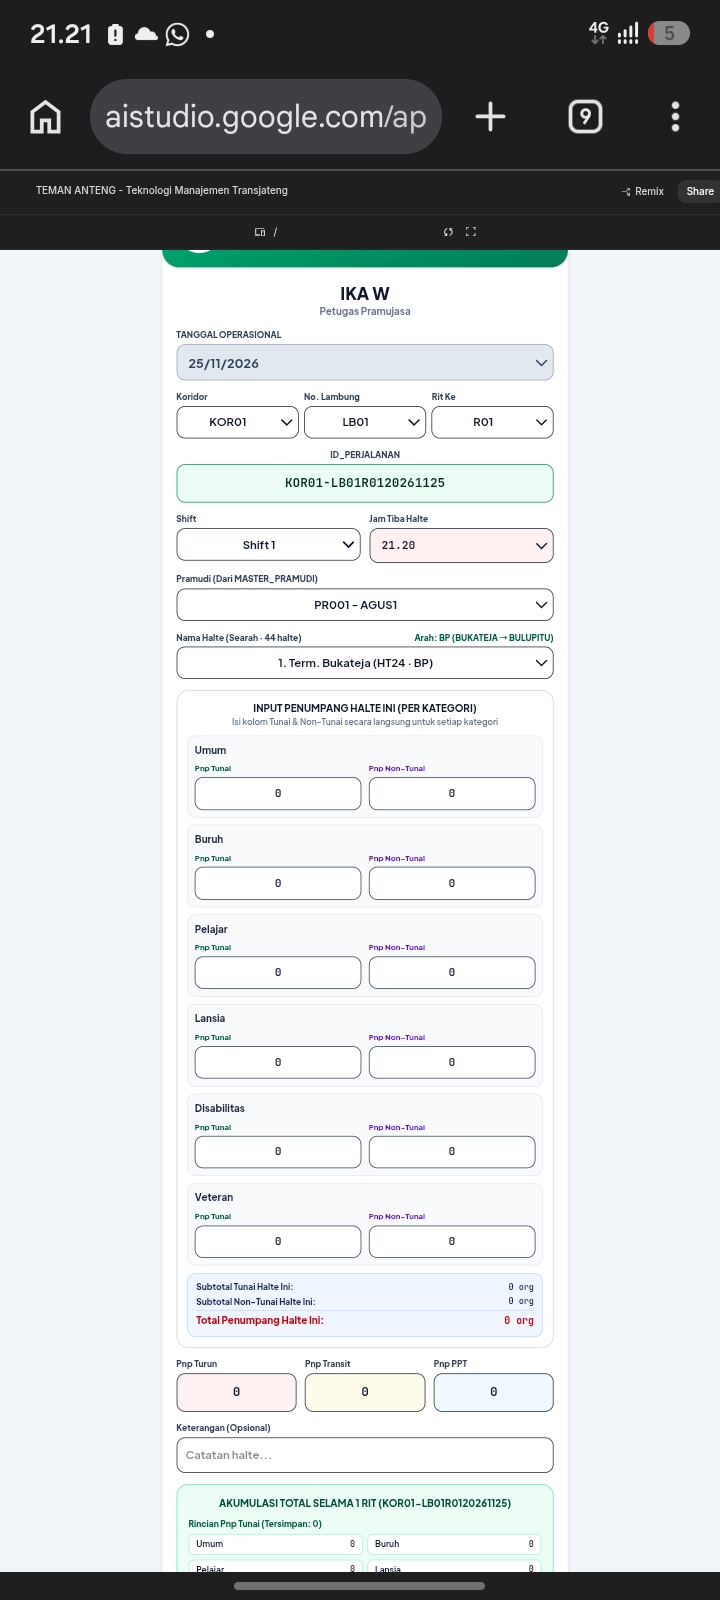 21.21
4G
5
aistudio.google.com/ap
9
TEMAN ANTENG - Teknologi Manajemen Transjateng
Remix
Share
/
IKA W
Petugas Pramujasa
TANGGAL OPERASIONAL
25/11/2026
Koridor No. Lambung Rit Ke
KOR01 LB01 R01
ID_PERJALANAN
KOR01-LB01R0120261125
Shift Jam Tiba Halte
Shift 1 21.20
Pramudi (Dari MASTER_PRAMUDI)
PR001 - AGUS1
Nama Halte (Searah · 44 halte) Arah: BP (BUKATEJA → BULUPITU)
1. Term. Bukateja (HT24 · BP)
INPUT PENUMPANG HALTE INI (PER KATEGORI)
Isi kolom Tunai & Non-Tunai secara langsung untuk setiap kategori
Umum
Pnp Tunai Pnp Non-Tunai
0 0
Buruh
Pnp Tunai Pnp Non-Tunai
0 0
Pelajar
Pnp Tunai Pnp Non-Tunai
0 0
Lansia
Pnp Tunai Pnp Non-Tunai
0 0
Disabilitas
Pnp Tunai Pnp Non-Tunai
0 0
Veteran
Pnp Tunai Pnp Non-Tunai
0 0
Subtotal Tunai Halte Ini: 0 org
Subtotal Non-Tunai Halte Ini: 0 org
Total Penumpang Halte Ini: 0 org
Pnp Turun Pnp Transit Pnp PPT
0 0 0
Keterangan (Opsional)
Catatan halte...
AKUMULASI TOTAL SELAMA 1 RIT (KOR01-LB01R0120261125)
Rincian Pnp Tunai (Tersimpan: 0)
Umum 0 Buruh 0
Pelajar 0 Lansia 0